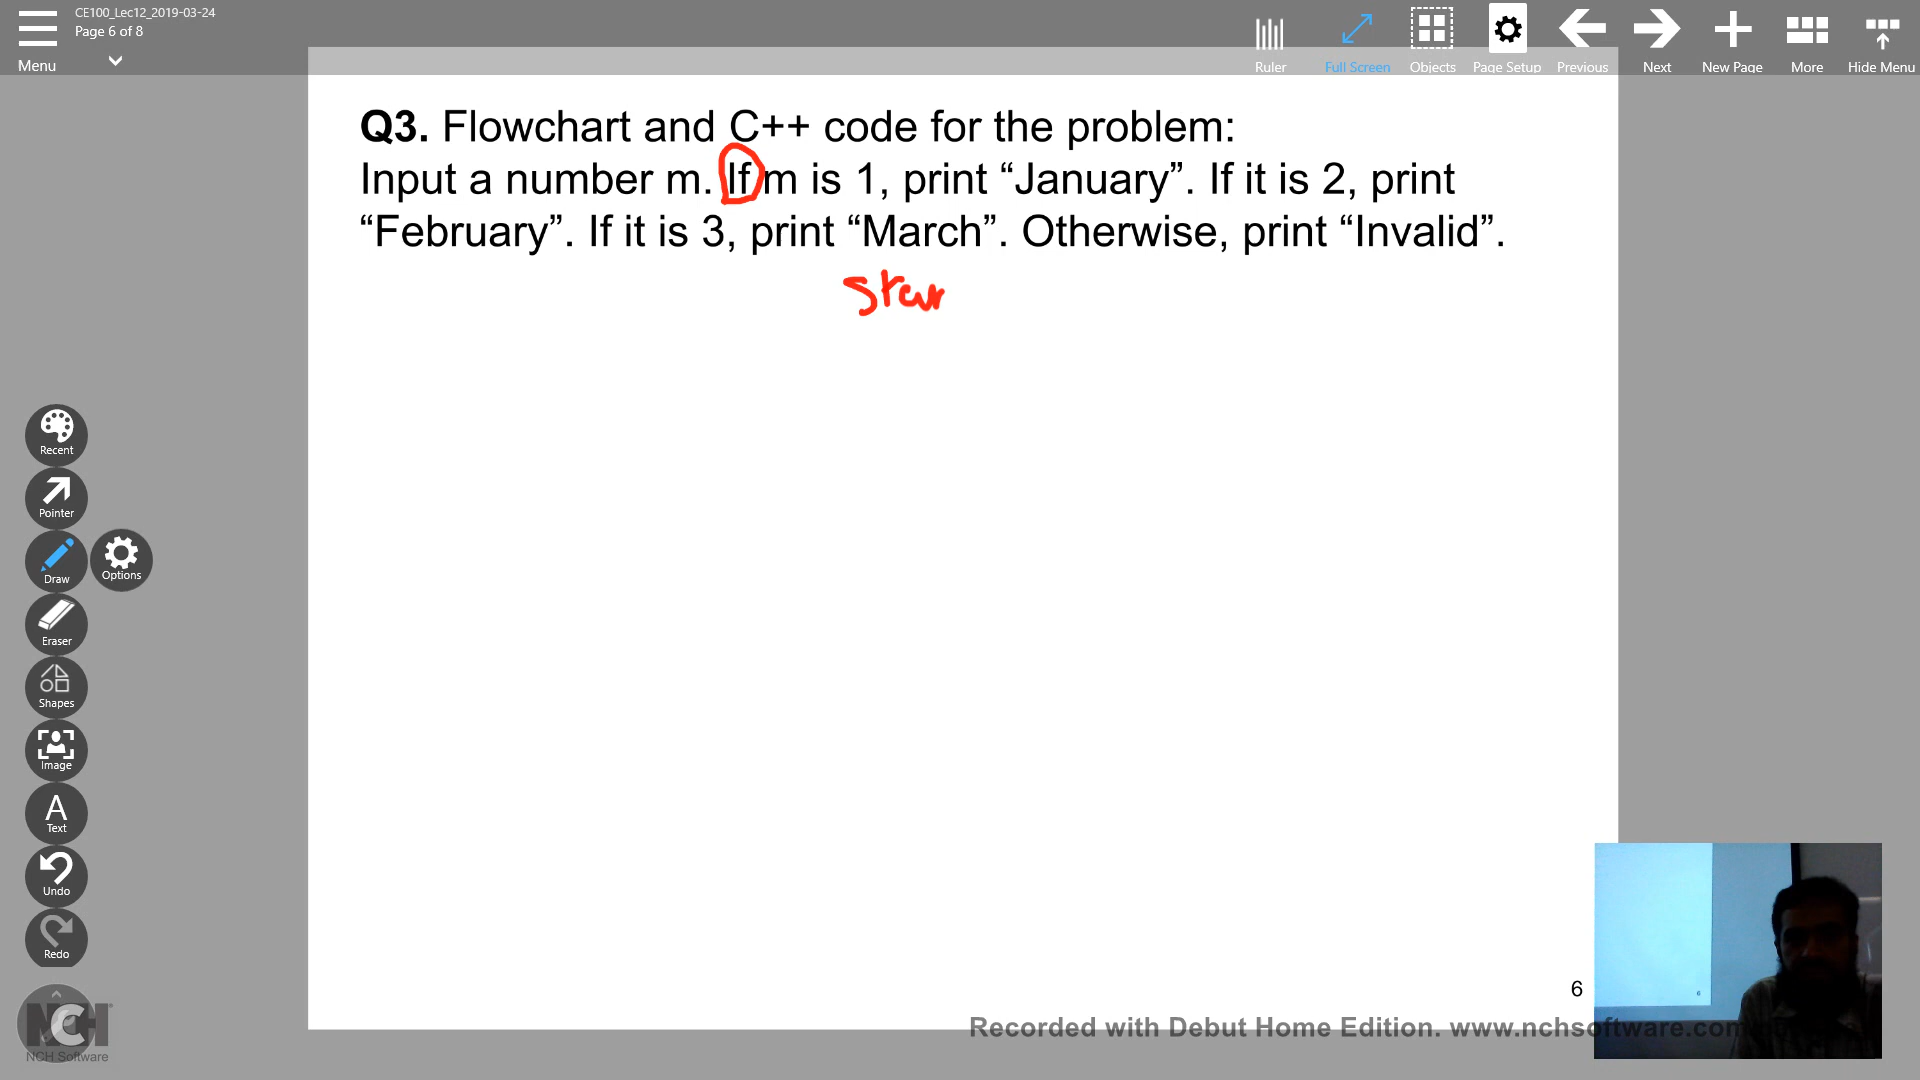 CE100_Lec12_2019-03-24
Page 6 of 8
Menu
Ruler
Full Screen
Objects
Page Setup
Previous
Next
New Page
More
Hide Menu
Q3. Flowchart and C++ code for the problem:
Input a number m. If m is 1, print “January”. If it is 2, print
“February”. If it is 3, print “March”. Otherwise, print “Invalid”.
Star
Recent
Pointer
Draw
Options
Eraser
Shapes
Image
Text
Undo
Redo
6
NCH
NCH Software
Recorded with Debut Home Edition. www.nchsoftware.com